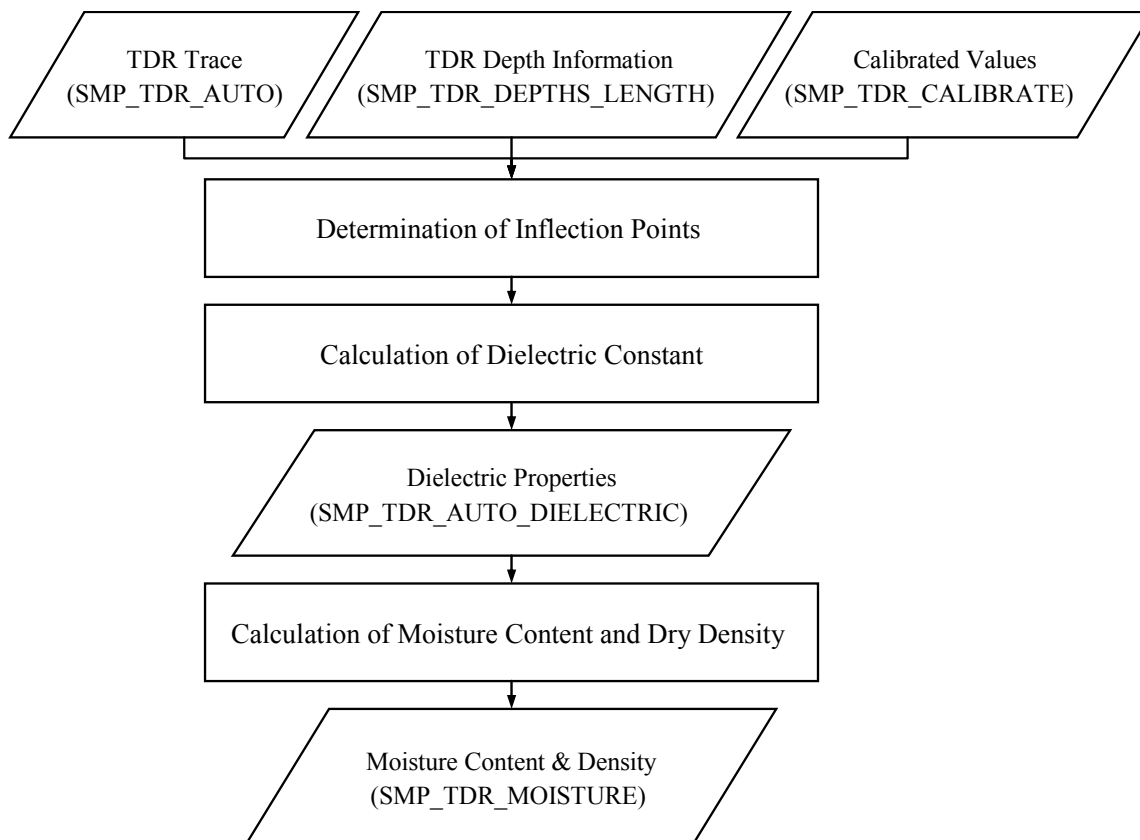 TDR Trace
(SMP_TDR_AUTO)
TDR Depth Information
(SMP_TDR_DEPTHS_LENGTH)
Calibrated Values
(SMP_TDR_CALIBRATE)
Determination of Inflection Points
Calculation of Dielectric Constant
Dielectric Properties
(SMP_TDR_AUTO_DIELECTRIC)
Calculation of Moisture Content and Dry Density
Moisture Content & Density
(SMP_TDR_MOISTURE)